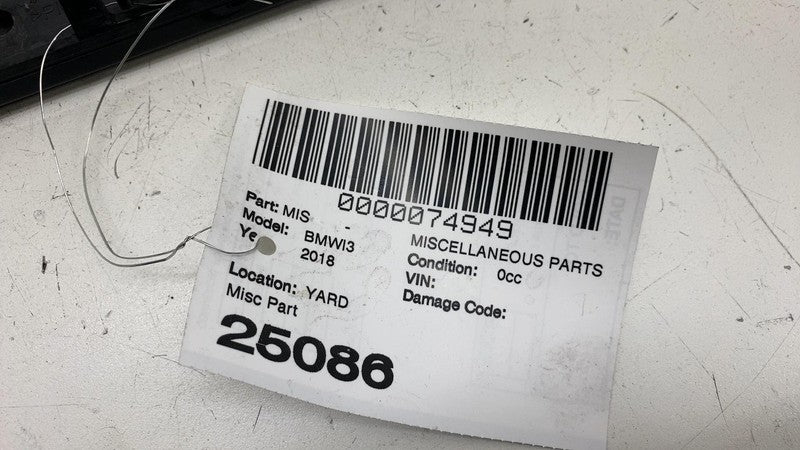 0000074949
Part: MIS - MISCELLANEOUS PARTS
Model: BMWI3 Condition: 0cc
2018 VIN:
Location: YARD Damage Code:
Misc Part
25086